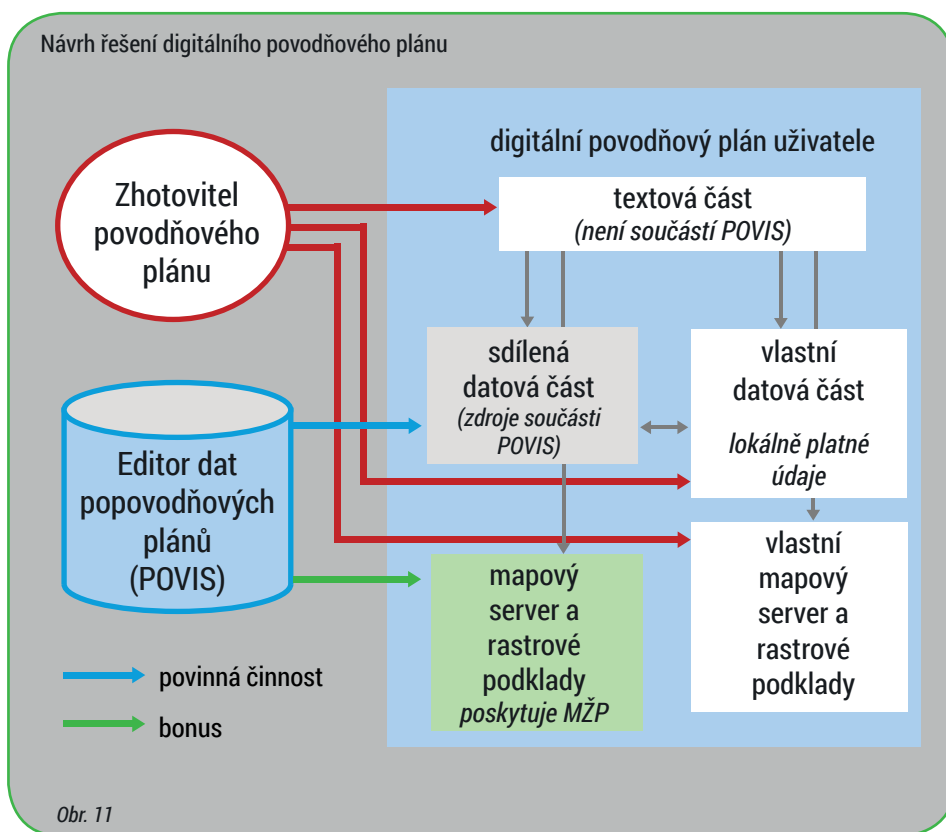 Návrh řešení digitálního povodňového plánu
digitální povodňový plán uživatele
Zhotovitel
povodňového
plánu
textová část
(není součástí POVIS)
sdílená
datová část
(zdroje součásti
POVIS)
vlastní
datová část
lokálně platné
údaje
Editor dat
popovodňových
plánů
(POVIS)
mapový
server a
rastrové
podklady
poskytuje MŽP
vlastní
mapový
server a
rastrové
podklady
povinná činnost
bonus
Obr. 11